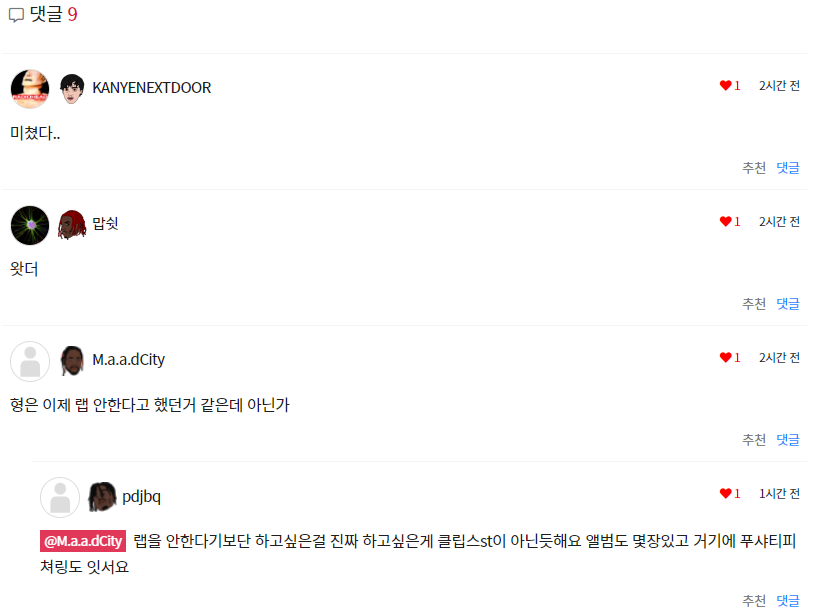 댓글 9
KANYENEXTDOOR
1 2시간 전
미쳤다..
추천 댓글
맙쉿
1 2시간 전
왓더
추천 댓글
M.a.a.dCity
1 2시간 전
형은 이제 랩 안한다고 했던거 같은데 아닌가
추천 댓글
pdjbq
1 1시간 전
@M.a.a.dCity 랩을 안한다기보단 하고싶은걸 진짜 하고싶은게 클립스st이 아닌듯해요 앨범도 몇장있고 거기에 푸샤티피
쳐링도 잇서요
추천 댓글